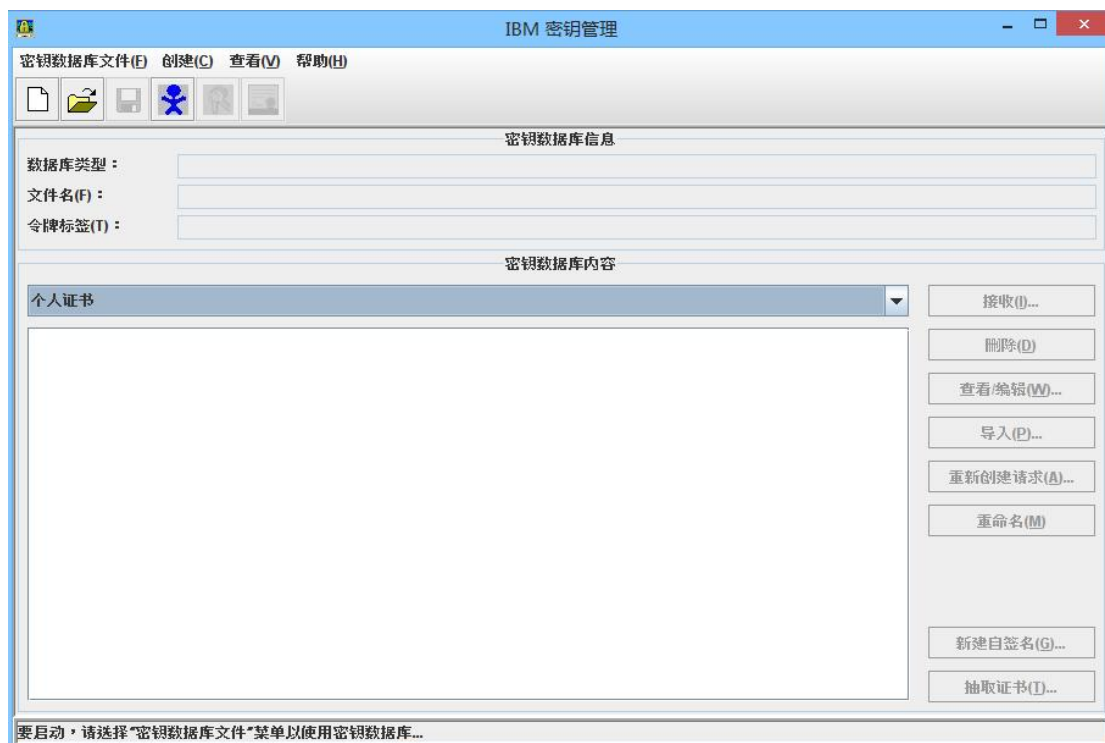 IBM 密钥管理
密钥数据库文件(F) 创建(C) 查看(V) 帮助(H)
密钥数据库信息
数据库类型：
文件名(F)：
令牌标签(T)：
密钥数据库内容
个人证书
接收(I)...
删除(D)
查看/编辑(W)...
导入(P)...
重新创建请求(A)...
重命名(M)
新建自签名(G)...
抽取证书(T)...
要启动，请选择“密钥数据库文件”菜单以使用密钥数据库...